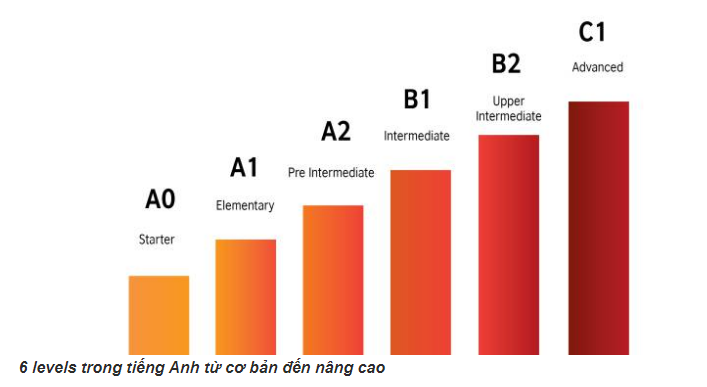 A0
Starter
A1
Elementary
A2
Pre Intermediate
B1
Intermediate
B2
Upper
Intermediate
C1
Advanced
6 levels trong tiếng Anh từ cơ bản đến nâng cao